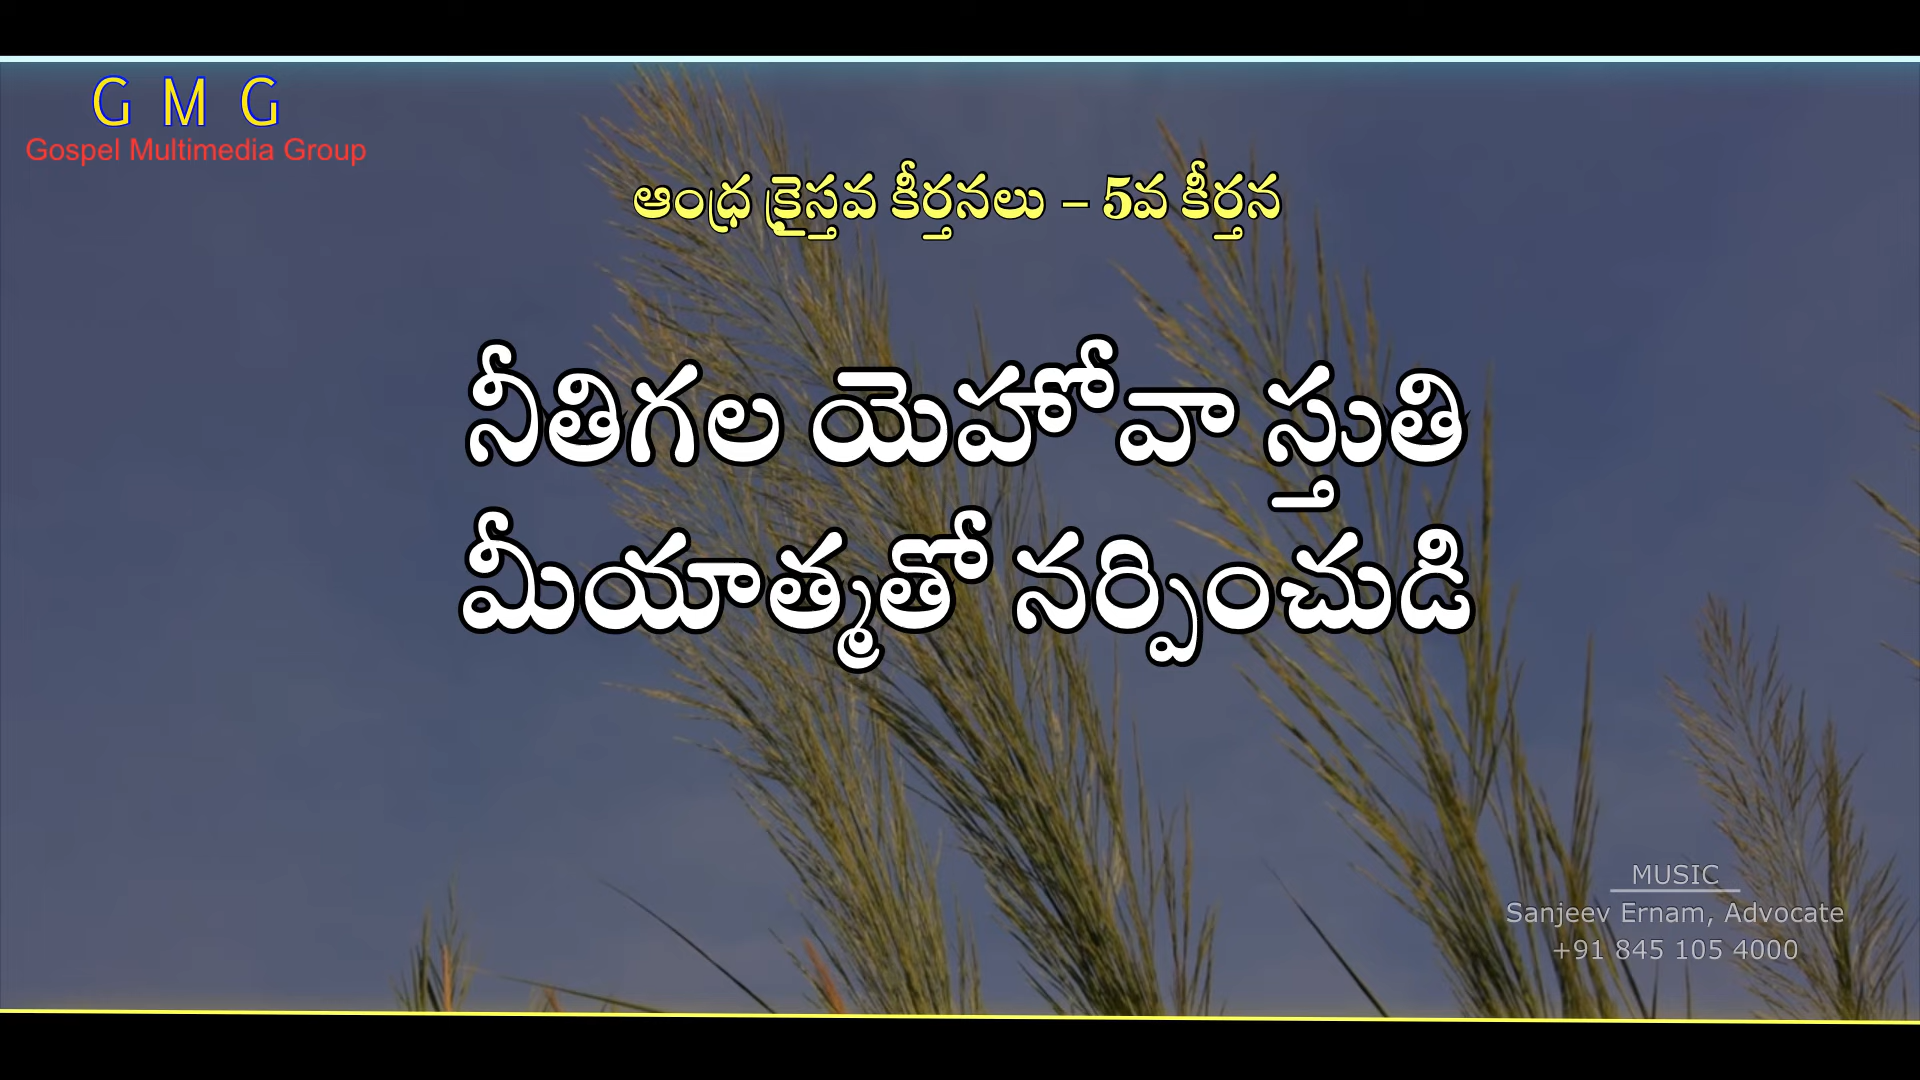 G M G
Gospel Multimedia Group
ఆంధ్ర క్రైస్తవ కీర్తనలు – 5వ కీర్తన
నీతిగల యెహోవా స్తుతి
మీయాత్మతో నర్పించుడి
MUSIC
Sanjeev Ernam, Advocate
+91 845 105 4000